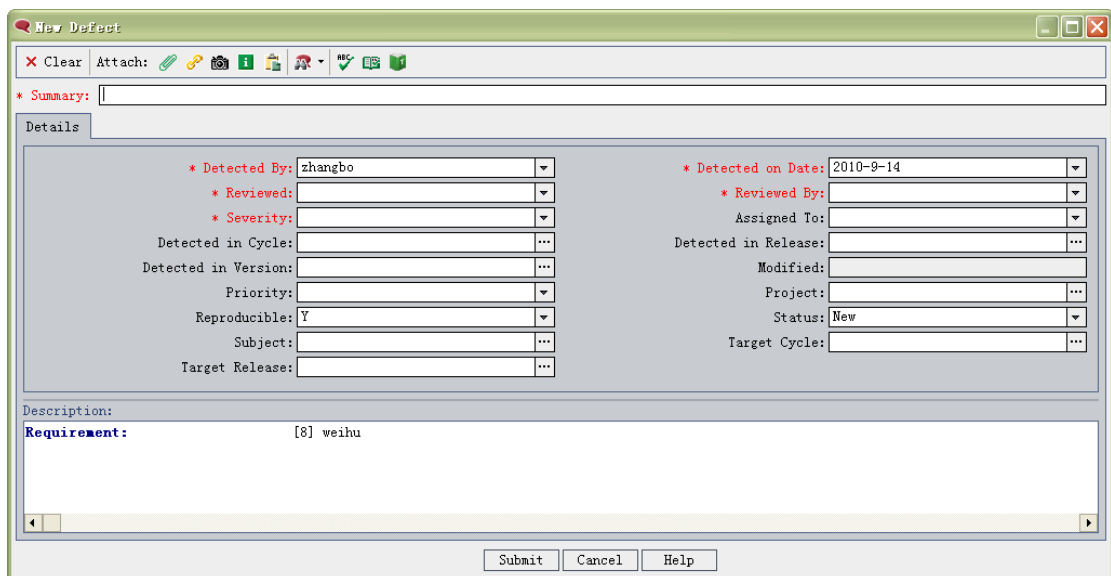 New Defect
Clear Attach:
* Summary:
Details
* Detected By: zhangbo * Detected on Date: 2010-9-14
* Reviewed: * Reviewed By:
* Severity: Assigned To:
Detected in Cycle: Detected in Release:
Detected in Version: Modified:
Priority: Project:
Reproducible: Y Status: New
Subject: Target Cycle:
Target Release:
Description:
Requirement: [8] weihu
Submit Cancel Help